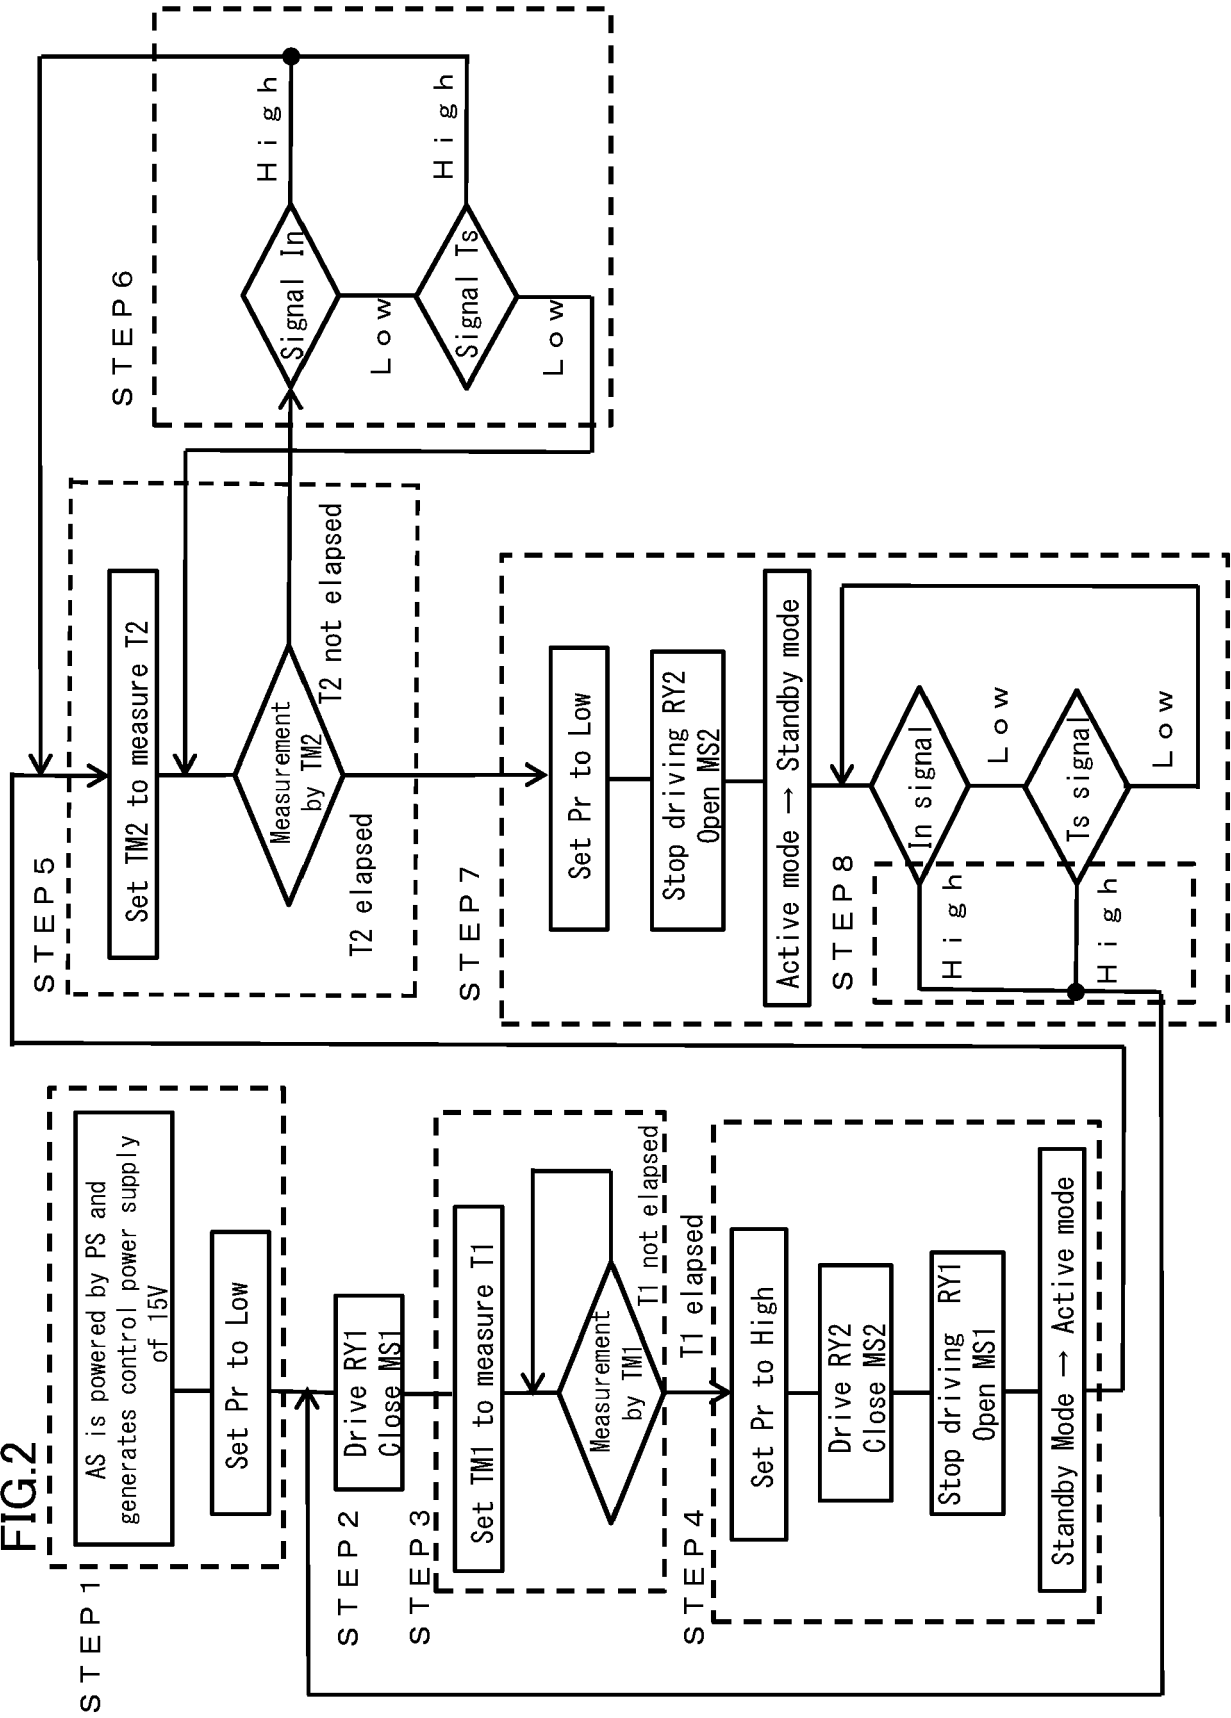 FIG.2
STEP1
AS is powered by PS and
generates control power supply
of 15V
Set Pr to Low
STEP2
Drive RY1
Close MS1
STEP3
Set TM1 to measure T1
Measurement
by TM1
T1 not elapsed
T1 elapsed
STEP4
Set Pr to High
Drive RY2
Close MS2
Stop driving RY1
Open MS1
Standby Mode → Active mode
STEP5
Set TM2 to measure T2
Measurement
by TM2
T2 not elapsed
T2 elapsed
STEP6
Signal In
High
Low
Signal Ts
High
Low
STEP7
Set Pr to Low
Stop driving RY2
Open MS2
Active mode → Standby mode
STEP8
In signal
High
Low
Ts signal
High
Low